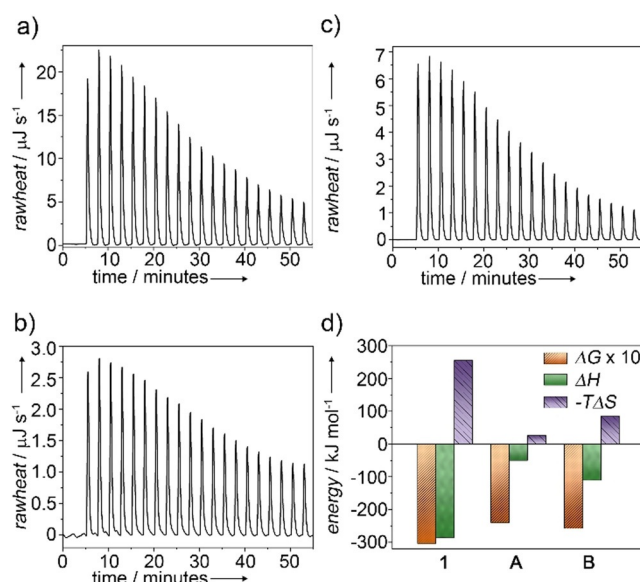 a)
rawheat / µJ s⁻¹
20
15
10
5
0
0 10 20 30 40 50
time / minutes
c)
rawheat / µJ s⁻¹
7
6
5
4
3
2
1
0
0 10 20 30 40 50
time / minutes
b)
rawheat / µJ s⁻¹
3.0
2.5
2.0
1.5
1.0
0.5
0
0 10 20 30 40 50
time / minutes
d)
energy / kJ mol⁻¹
300
200
100
0
-100
-200
-300
ΔG x 10
ΔH
-TΔS
1 A B